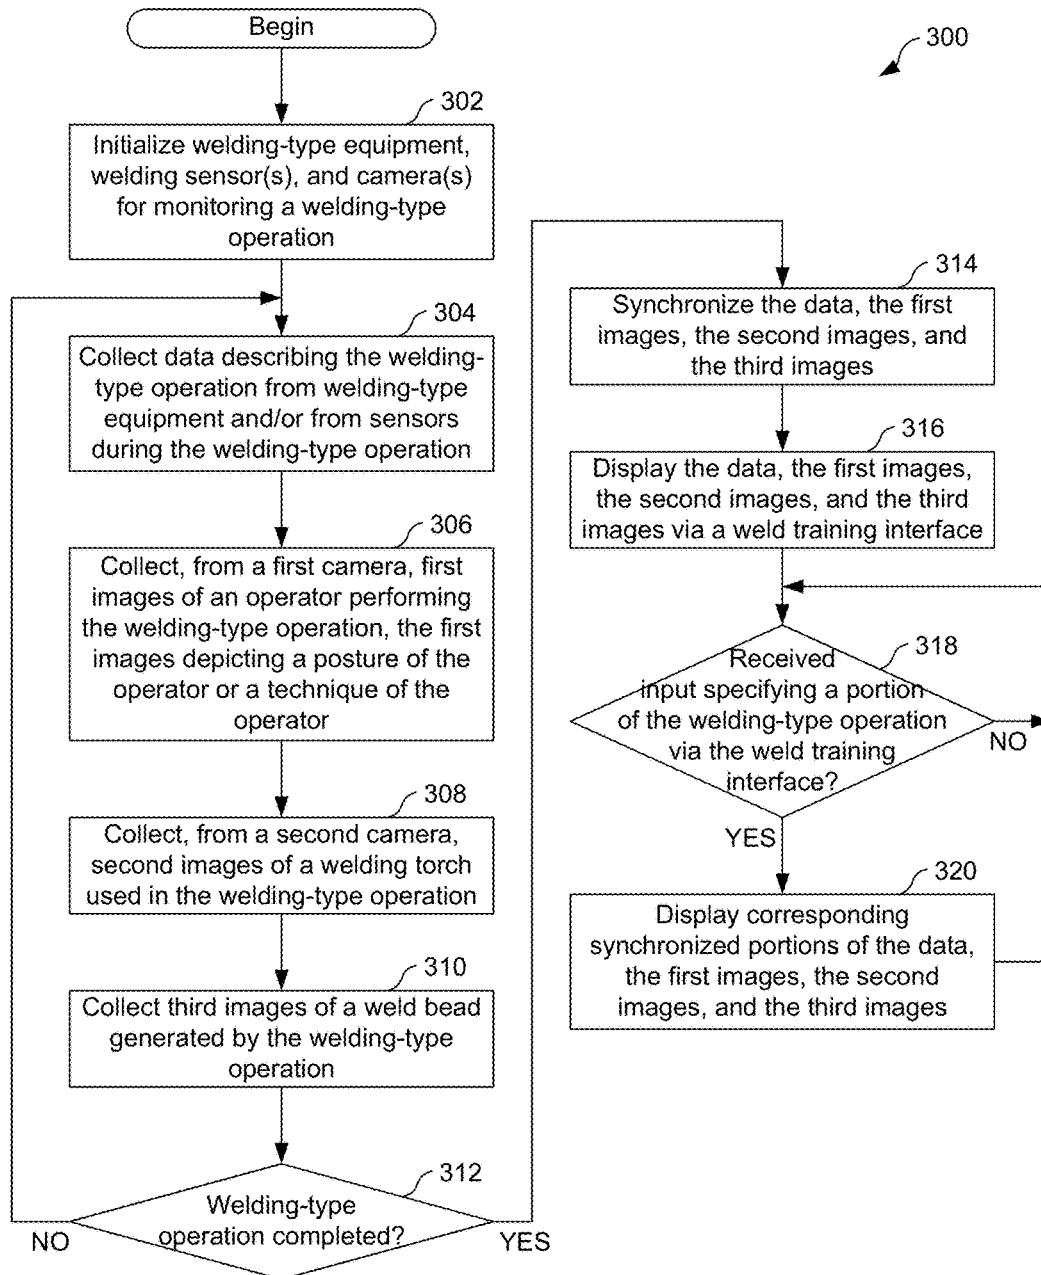 Begin
300
302
Initialize welding-type equipment,
welding sensor(s), and camera(s)
for monitoring a welding-type
operation
304
Collect data describing the welding-
type operation from welding-type
equipment and/or from sensors
during the welding-type operation
306
Collect, from a first camera, first
images of an operator performing
the welding-type operation, the first
images depicting a posture of the
operator or a technique of the
operator
308
Collect, from a second camera,
second images of a welding torch
used in the welding-type operation
310
Collect third images of a weld bead
generated by the welding-type
operation
312
Welding-type
operation completed?
NO
YES
314
Synchronize the data, the first
images, the second images, and
the third images
316
Display the data, the first images,
the second images, and the third
images via a weld training interface
318
Received
input specifying a portion
of the welding-type operation
via the weld training
interface?
NO
YES
320
Display corresponding
synchronized portions of the data,
the first images, the second
images, and the third images